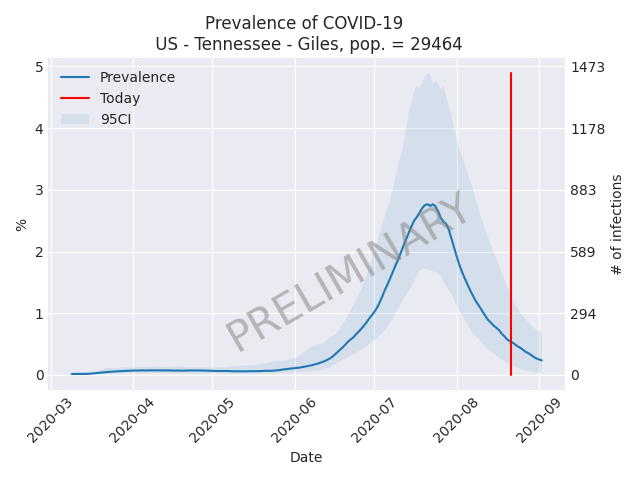 Prevalence of COVID-19
US - Tennessee - Giles, pop. = 29464
Prevalence
Today
95CI
5
4
3
2
1
0
%
1473
1178
883
589
294
0
# of infections
PRELIMINARY
2020-03
2020-04
2020-05
2020-06
2020-07
2020-08
2020-09
Date